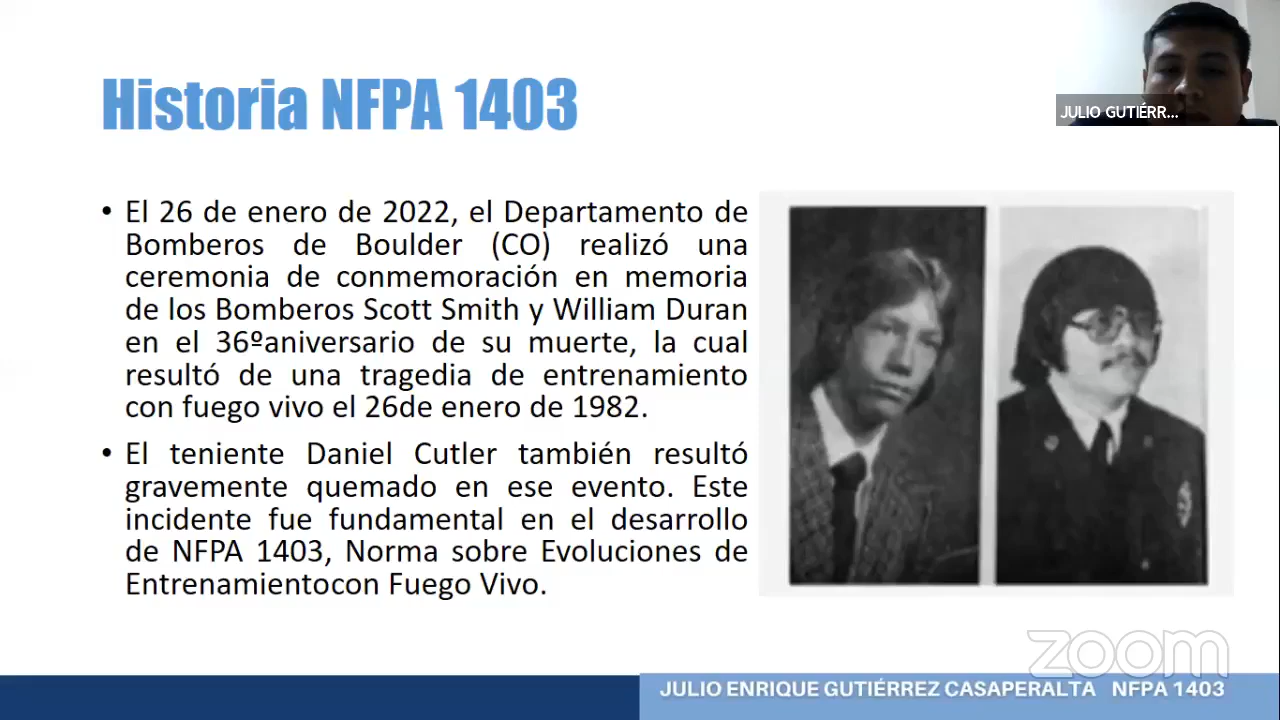 Historia NFPA 1403
JULIO GUTIÉRR...
• El 26 de enero de 2022, el Departamento de
Bomberos de Boulder (CO) realizó una
ceremonia de conmemoración en memoria
de los Bomberos Scott Smith y William Duran
en el 36ºaniversario de su muerte, la cual
resultó de una tragedia de entrenamiento
con fuego vivo el 26de enero de 1982.
• El teniente Daniel Cutler también resultó
gravemente quemado en ese evento. Este
incidente fue fundamental en el desarrollo
de NFPA 1403, Norma sobre Evoluciones de
Entrenamientocon Fuego Vivo.
zoom
JULIO ENRIQUE GUTIÉRREZ CASAPERALTA NFPA 1403